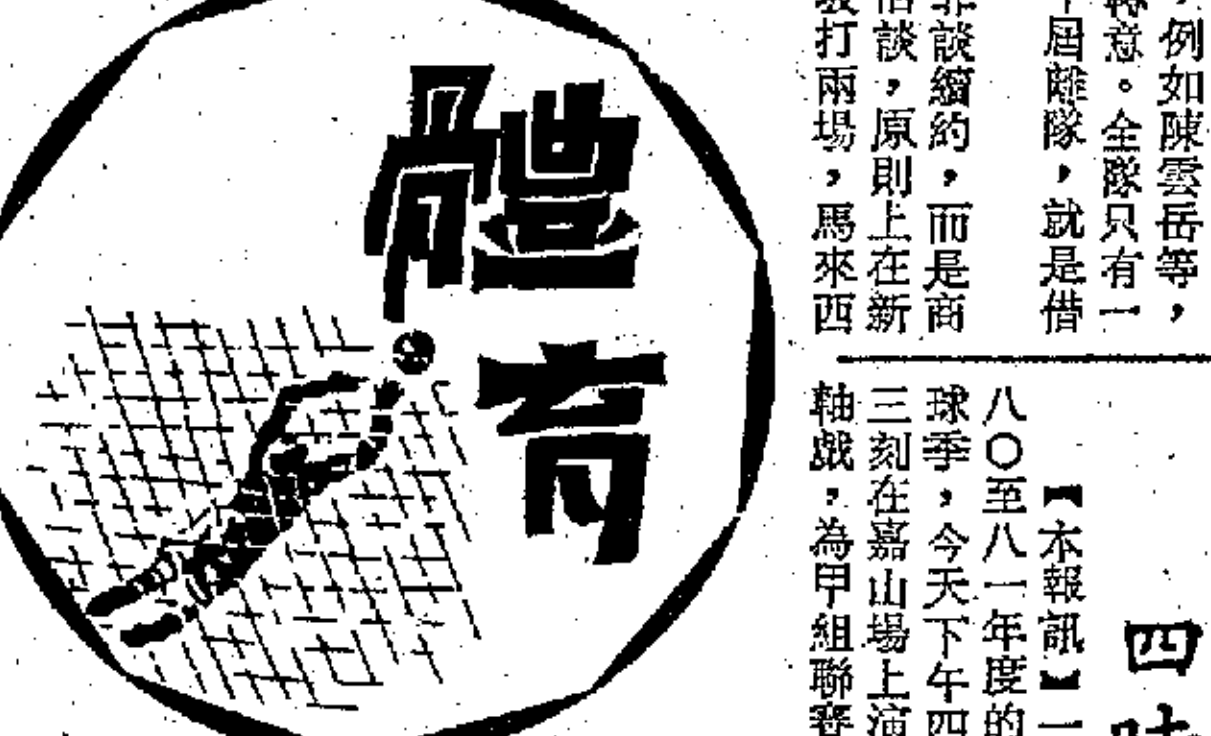 ，例如陳雲岳等，
轉意。全隊只有一
屆離隊，就是借
談續約，而是商
談，原則上在新
打兩場，馬來西
體育
四
【本報訊】一
八〇至八一年度的
球季，今天下午四
三刻在嘉山場上演
軸戲，為甲組聯賽